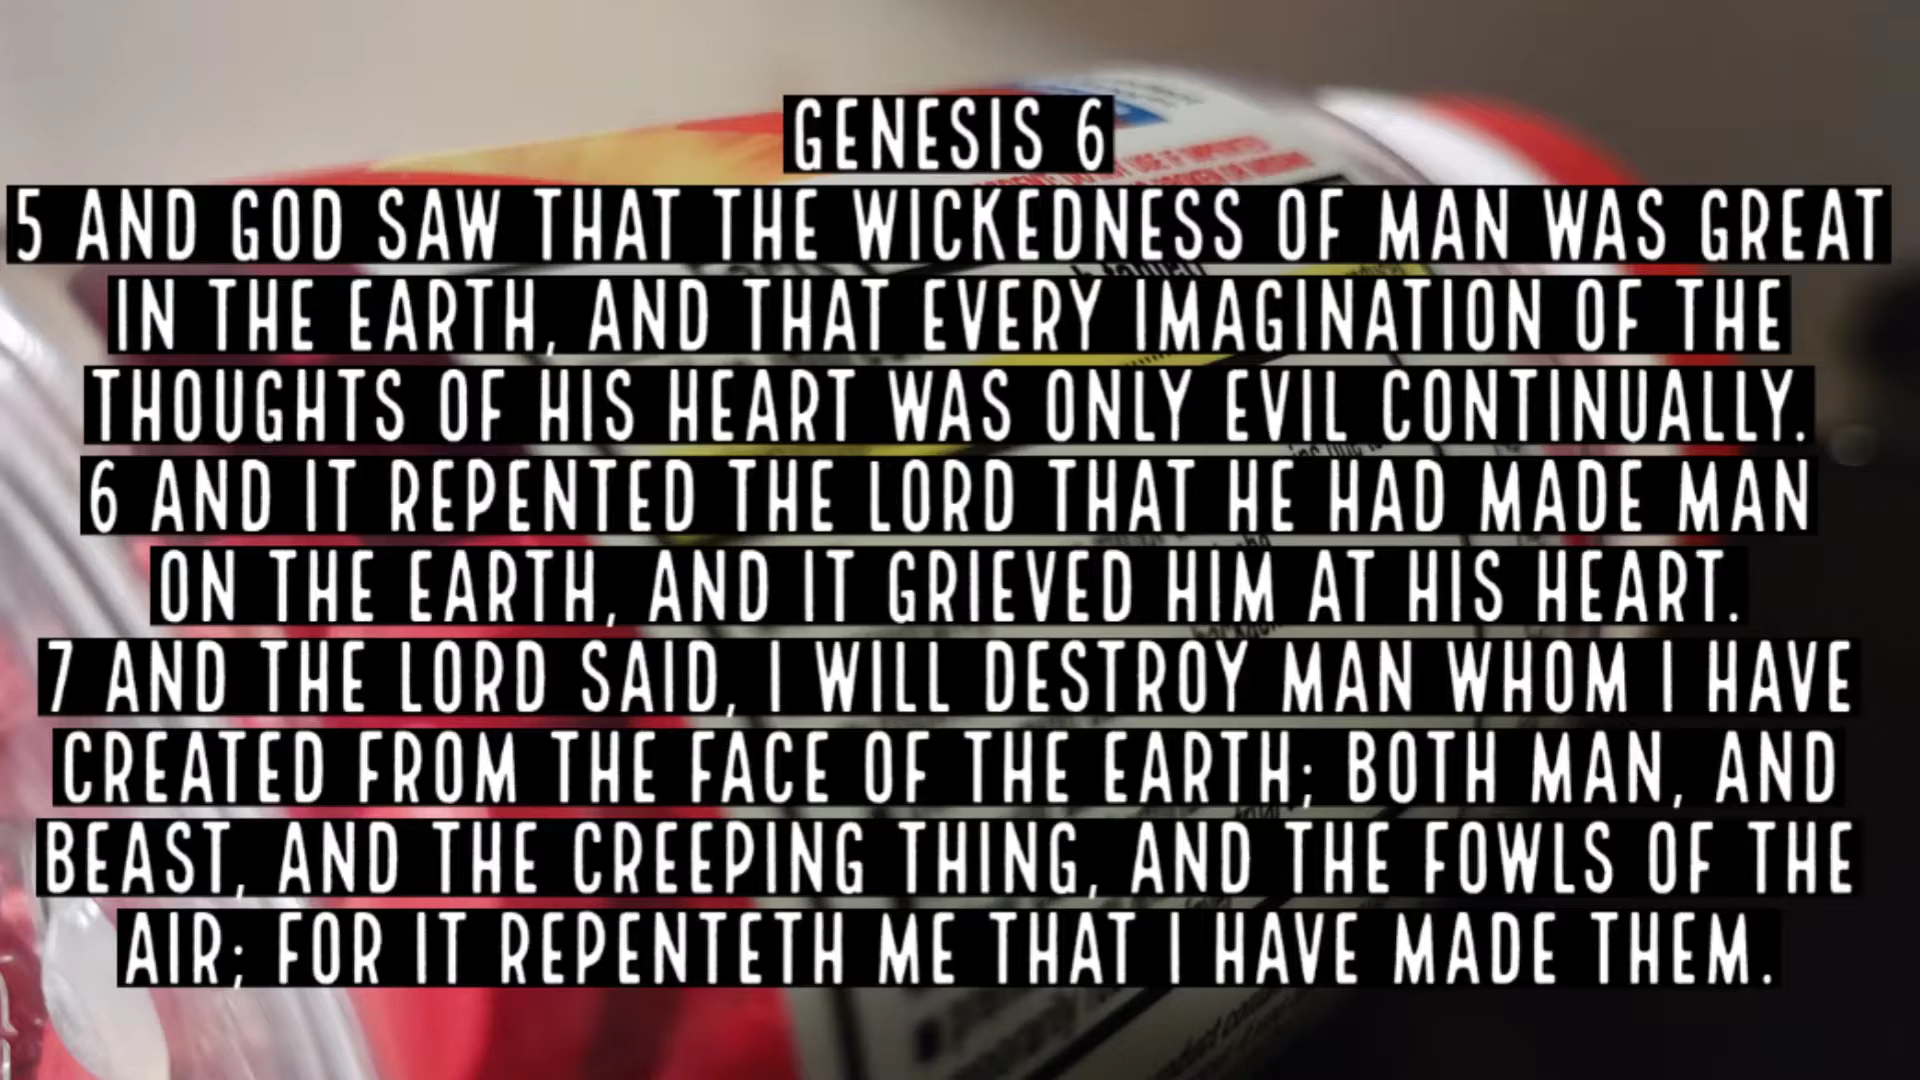 GENESIS 6
5 AND GOD SAW THAT THE WICKEDNESS OF MAN WAS GREAT
IN THE EARTH, AND THAT EVERY IMAGINATION OF THE
THOUGHTS OF HIS HEART WAS ONLY EVIL CONTINUALLY.
6 AND IT REPENTED THE LORD THAT HE HAD MADE MAN
ON THE EARTH, AND IT GRIEVED HIM AT HIS HEART.
7 AND THE LORD SAID, I WILL DESTROY MAN WHOM I HAVE
CREATED FROM THE FACE OF THE EARTH; BOTH MAN, AND
BEAST, AND THE CREEPING THING, AND THE FOWLS OF THE
AIR; FOR IT REPENTETH ME THAT I HAVE MADE THEM.